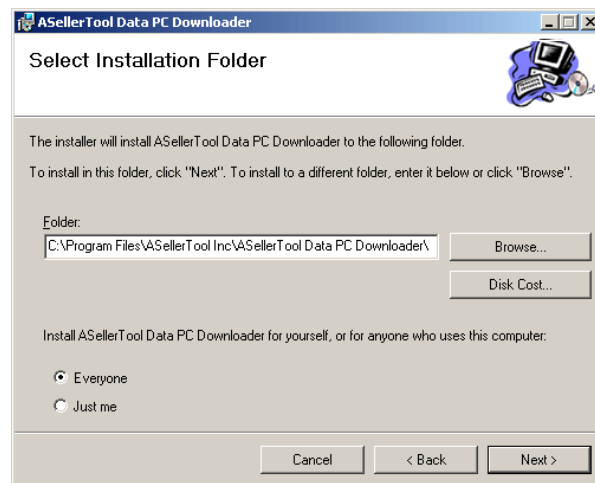 ASellerTool Data PC Downloader
Select Installation Folder
The installer will install ASellerTool Data PC Downloader to the following folder.
To install in this folder, click "Next". To install to a different folder, enter it below or click "Browse".
Folder:
C:\Program Files\ASellerTool Inc\ASellerTool Data PC Downloader\
Browse...
Disk Cost...
Install ASellerTool Data PC Downloader for yourself, or for anyone who uses this computer:
Everyone
Just me
Cancel
< Back
Next >